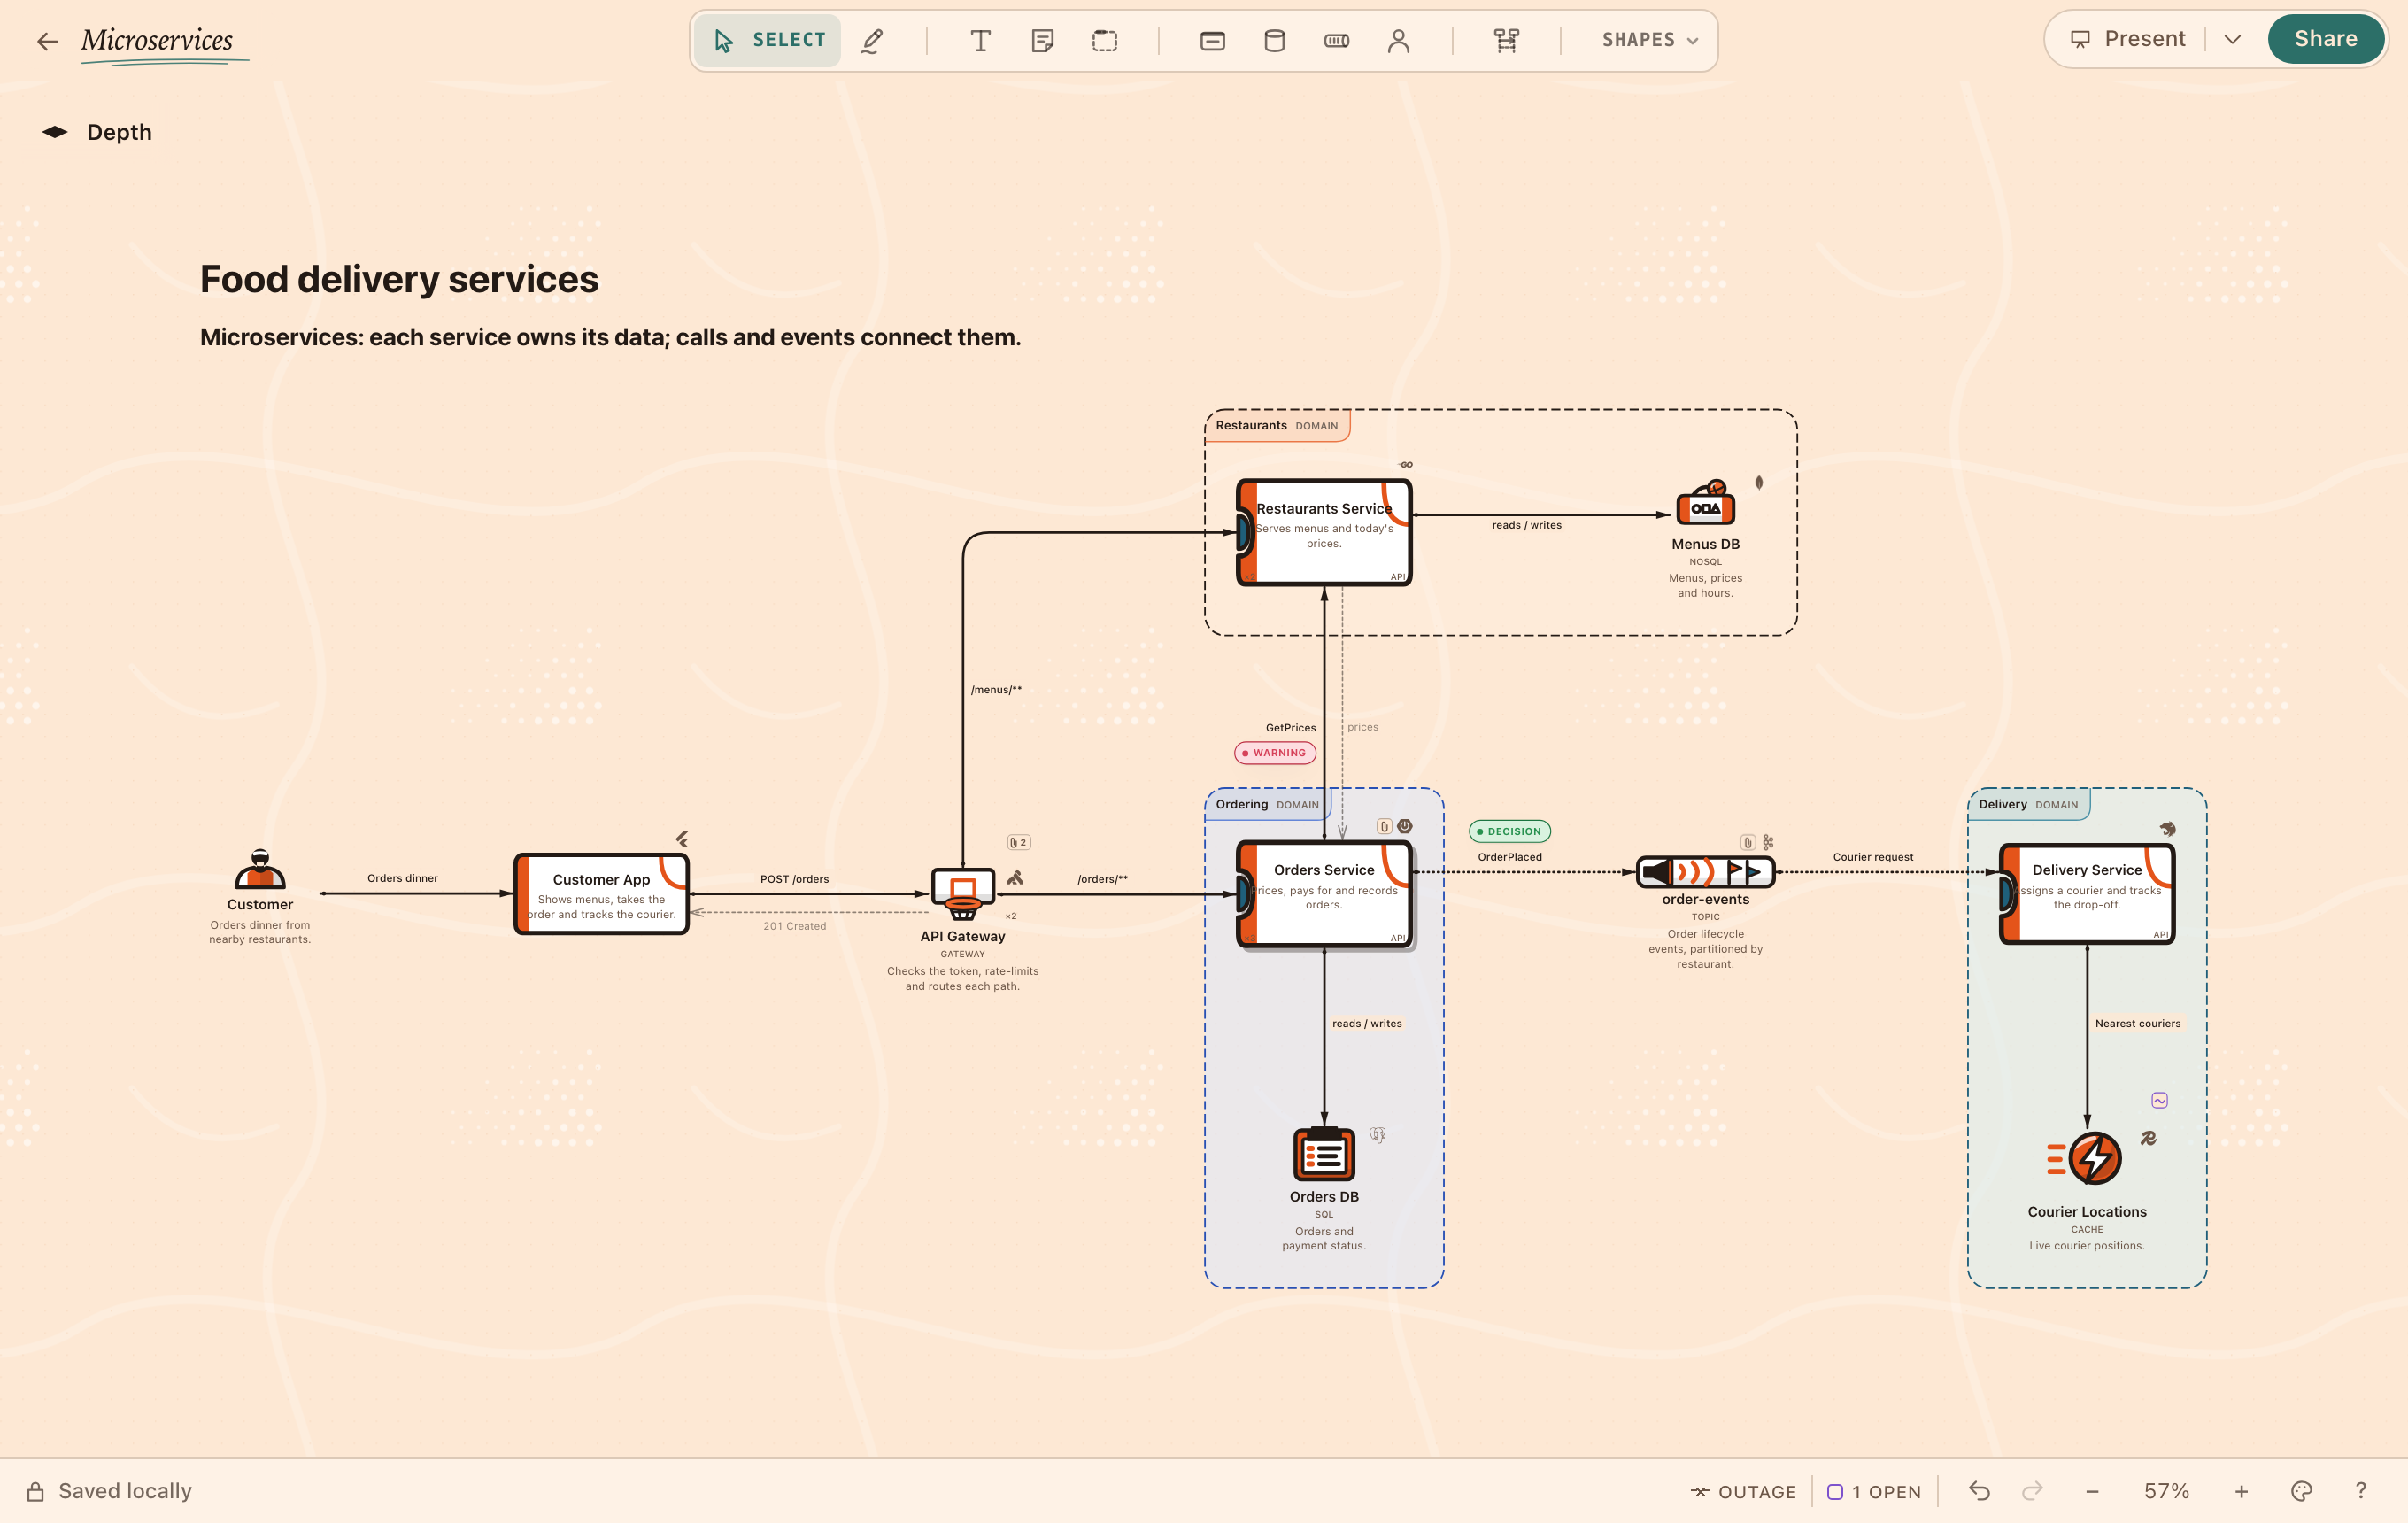 Microservices
SELECT
SHAPES
Present
Share
Depth
Food delivery services
Microservices: each service owns its data; calls and events connect them.
Restaurants DOMAIN
GO
Restaurants Service
Serves menus and today's
prices.
×2
API
reads / writes
Menus DB
NOSQL
Menus, prices
and hours.
/menus/**
GetPrices
prices
WARNING
Ordering DOMAIN
Delivery DOMAIN
DECISION
Customer
Orders dinner from
nearby restaurants.
Orders dinner
Customer App
Shows menus, takes the
order and tracks the courier.
POST /orders
201 Created
2
×2
API Gateway
GATEWAY
Checks the token, rate-limits
and routes each path.
/orders/**
Orders Service
Prices, pays for and records
orders.
API
OrderPlaced
order-events
TOPIC
Order lifecycle
events, partitioned by
restaurant.
Courier request
Delivery Service
Assigns a courier and tracks
the drop-off.
API
reads / writes
Nearest couriers
Orders DB
SQL
Orders and
payment status.
Courier Locations
CACHE
Live courier positions.
Saved locally
OUTAGE
1 OPEN
57%
?